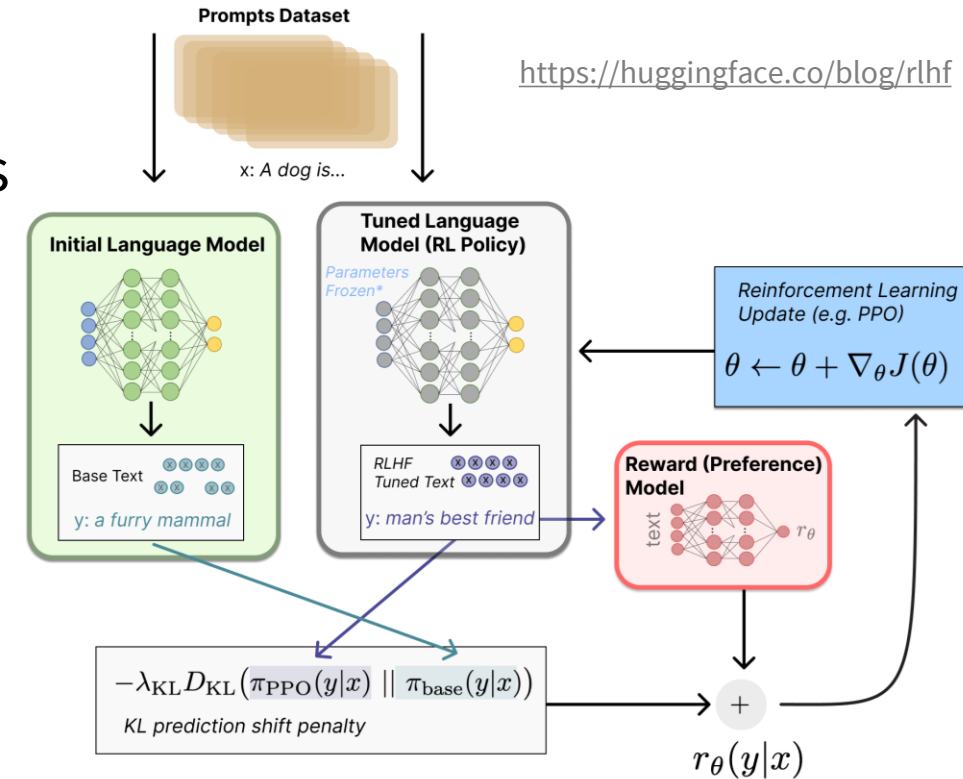 Prompts Dataset
https://huggingface.co/blog/rlhf
x: A dog is...
s
Initial Language Model
Tuned Language
Model (RL Policy)
Parameters
Frozen*
Reinforcement Learning
Update (e.g. PPO)
θ ← θ + ∇θJ(θ)
Base Text
x x x x
x x x x
y: a furry mammal
RLHF
Tuned Text
x x x x
x x x x
y: man's best friend
Reward (Preference)
Model
text
rθ
−λKL DKL(πPPO(y|x) || πbase(y|x))
KL prediction shift penalty
+
rθ(y|x)